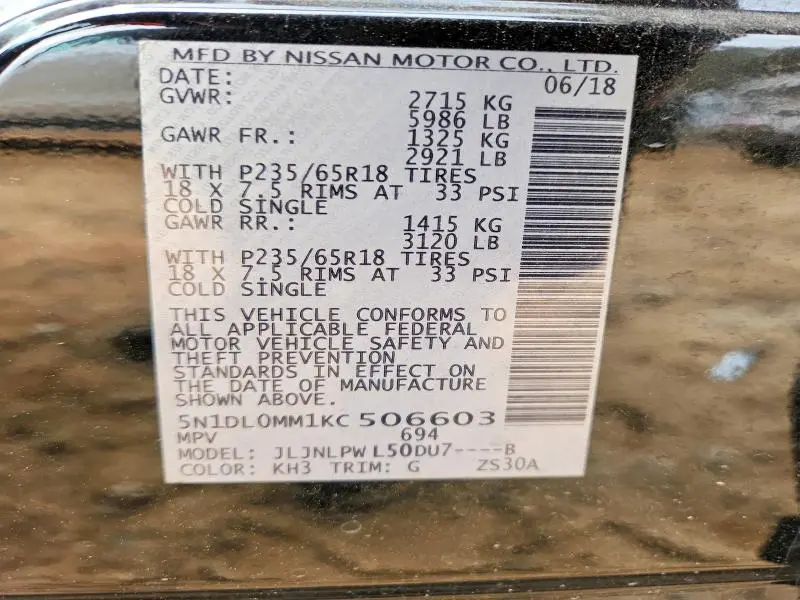 MFD BY NISSAN MOTOR CO., LTD.
DATE: 06/18
GVWR: 2715 KG
5986 LB
GAWR FR.: 1325 KG
2921 LB
WITH P235/65R18 TIRES
18 X 7.5 RIMS AT 33 PSI
COLD SINGLE
GAWR RR.: 1415 KG
3120 LB
WITH P235/65R18 TIRES
18 X 7.5 RIMS AT 33 PSI
COLD SINGLE
THIS VEHICLE CONFORMS TO
ALL APPLICABLE FEDERAL
MOTOR VEHICLE SAFETY AND
THEFT PREVENTION
STANDARDS IN EFFECT ON
THE DATE OF MANUFACTURE
SHOWN ABOVE.
5N1DL0MM1KC 506603
MPV 694
MODEL: JLJNLPW L50DU7----B
COLOR: KH3 TRIM: G ZS30A